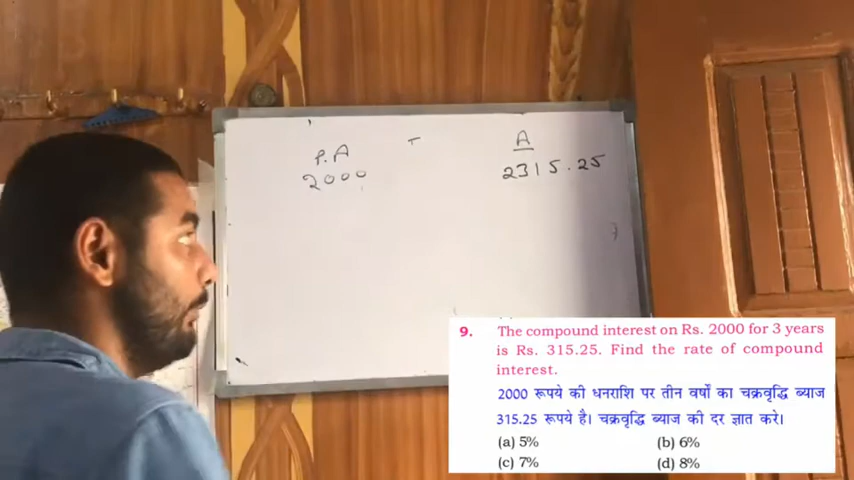 P.A A
2000 2315.25
9. The compound interest on Rs. 2000 for 3 years
is Rs. 315.25. Find the rate of compound
interest.
2000 रूपये की धनराशि पर तीन वर्षों का चक्रवृद्धि ब्याज
315.25 रूपये है। चक्रवृद्धि ब्याज की दर ज्ञात करे।
(a) 5% (b) 6%
(c) 7% (d) 8%